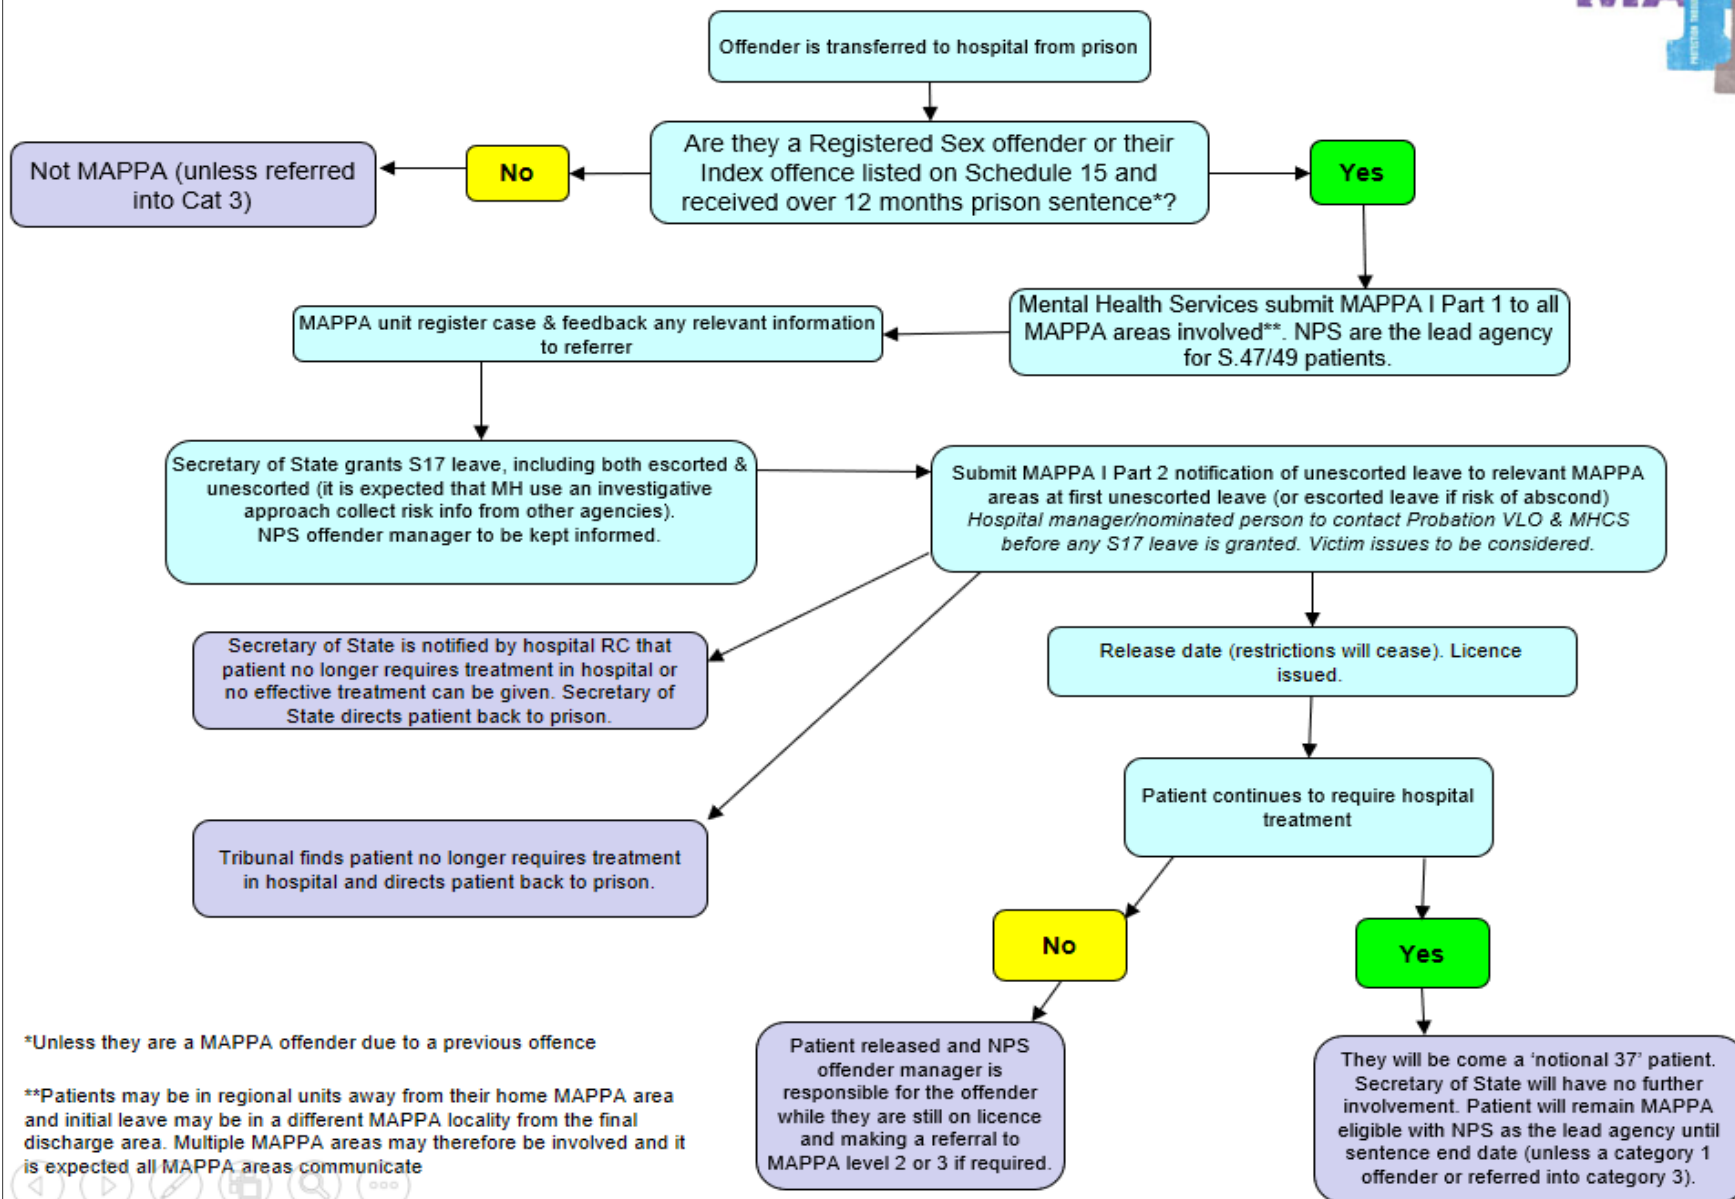 MA
PROTECTION THROUGH
Offender is transferred to hospital from prison
Are they a Registered Sex offender or their
Index offence listed on Schedule 15 and
received over 12 months prison sentence*?
No
Yes
Not MAPPA (unless referred
into Cat 3)
Mental Health Services submit MAPPA I Part 1 to all
MAPPA areas involved**. NPS are the lead agency
for S.47/49 patients.
MAPPA unit register case & feedback any relevant information
to referrer
Secretary of State grants S17 leave, including both escorted &
unescorted (it is expected that MH use an investigative
approach collect risk info from other agencies).
NPS offender manager to be kept informed.
Submit MAPPA I Part 2 notification of unescorted leave to relevant MAPPA
areas at first unescorted leave (or escorted leave if risk of abscond)
Hospital manager/nominated person to contact Probation VLO & MHCS
before any S17 leave is granted. Victim issues to be considered.
Secretary of State is notified by hospital RC that
patient no longer requires treatment in hospital or
no effective treatment can be given. Secretary of
State directs patient back to prison.
Release date (restrictions will cease). Licence
issued.
Patient continues to require hospital
treatment
Tribunal finds patient no longer requires treatment
in hospital and directs patient back to prison.
No
Yes
Patient released and NPS
offender manager is
responsible for the offender
while they are still on licence
and making a referral to
MAPPA level 2 or 3 if required.
They will be come a ‘notional 37’ patient.
Secretary of State will have no further
involvement. Patient will remain MAPPA
eligible with NPS as the lead agency until
sentence end date (unless a category 1
offender or referred into category 3).
*Unless they are a MAPPA offender due to a previous offence
**Patients may be in regional units away from their home MAPPA area
and initial leave may be in a different MAPPA locality from the final
discharge area. Multiple MAPPA areas may therefore be involved and it
is expected all MAPPA areas communicate